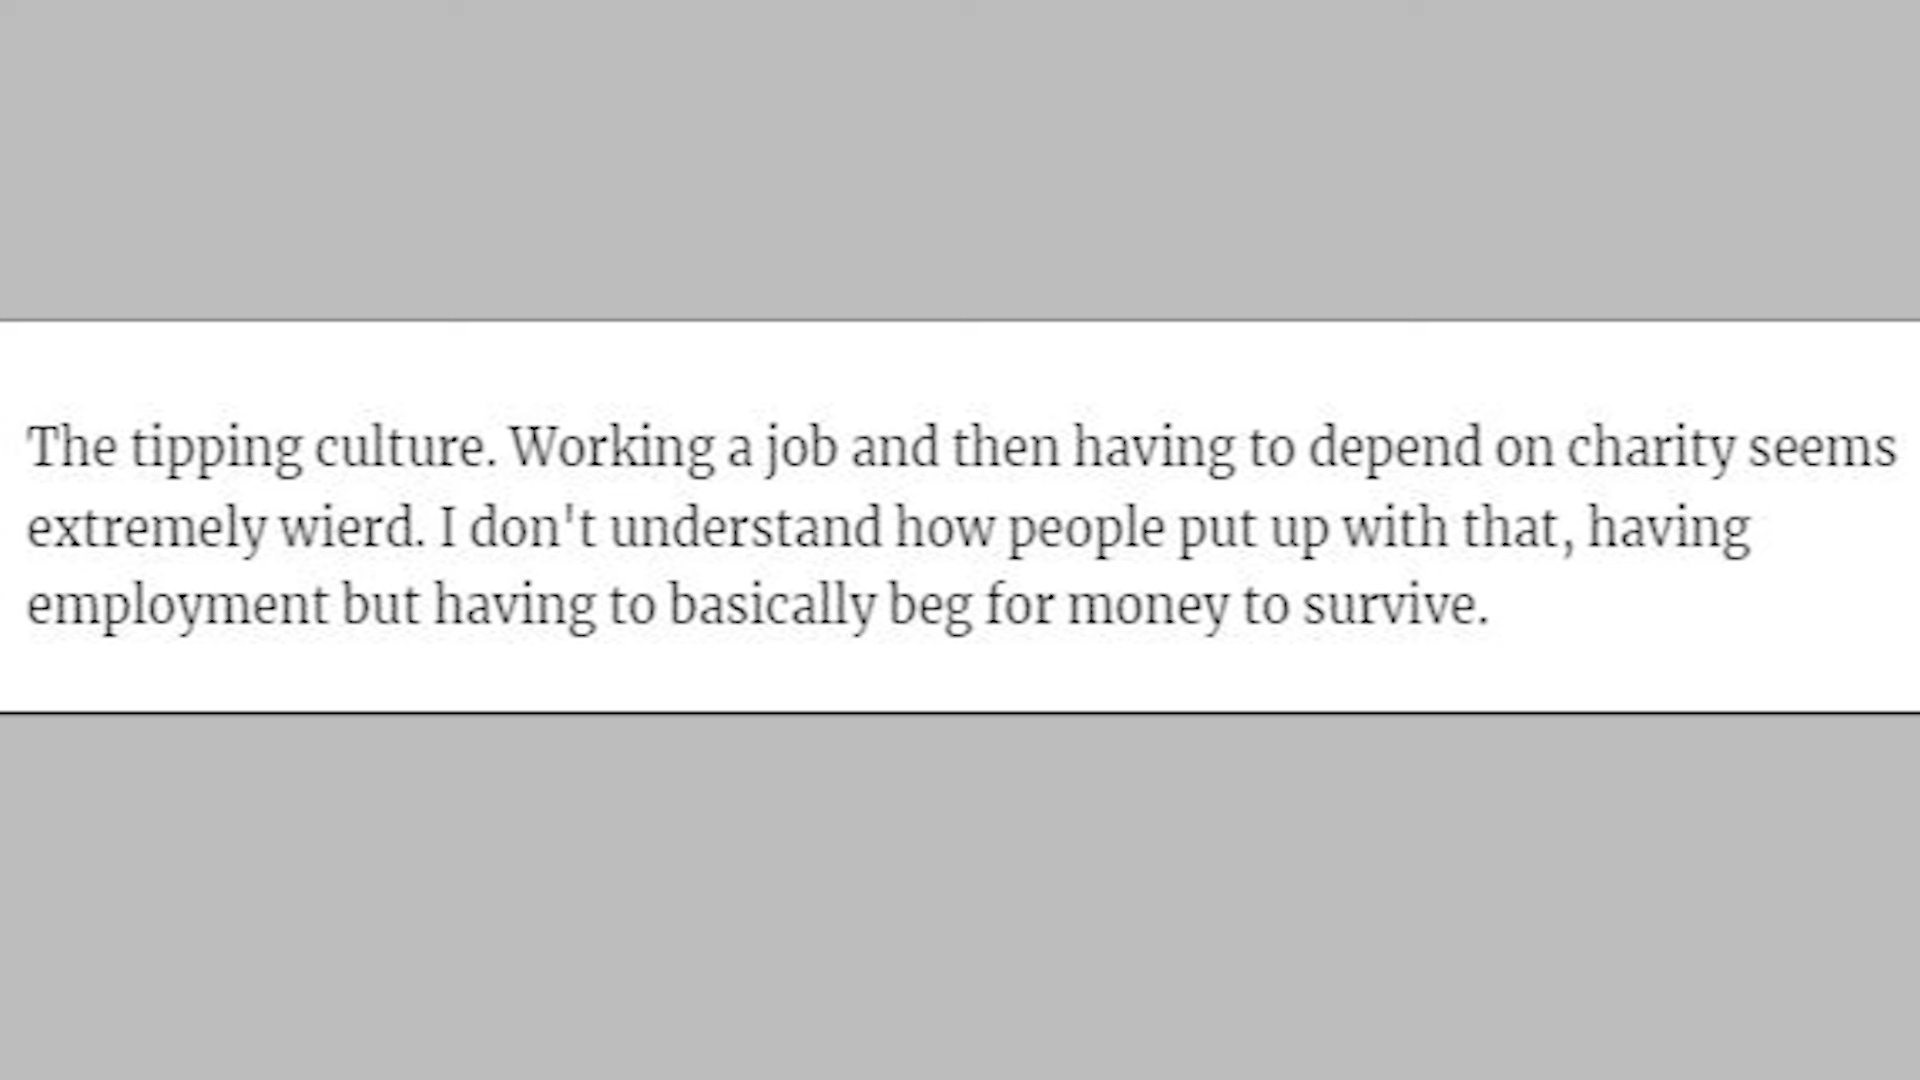 The tipping culture. Working a job and then having to depend on charity seems
extremely wierd. I don't understand how people put up with that, having
employment but having to basically beg for money to survive.